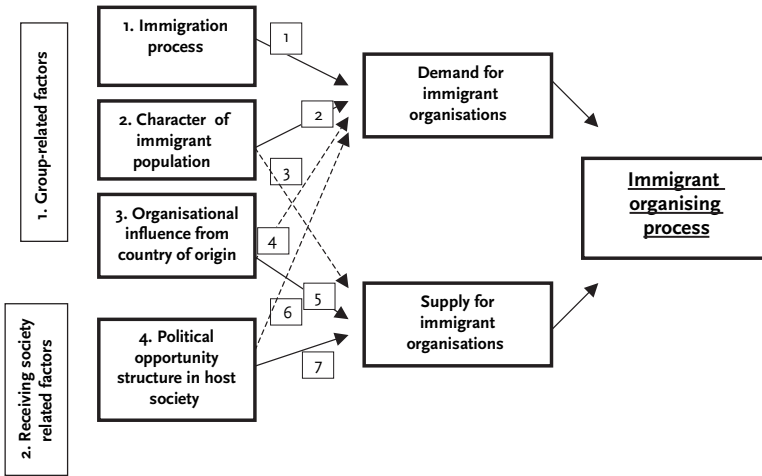 1. Group-related factors
1. Immigration
process
2. Character of
immigrant
population
3. Organisational
influence from
country of origin
2. Receiving society
related factors
4. Political
opportunity
structure in host
society
1
2
3
4
5
6
7
Demand for
immigrant
organisations
Supply for
immigrant
organisations
Immigrant
organising
process